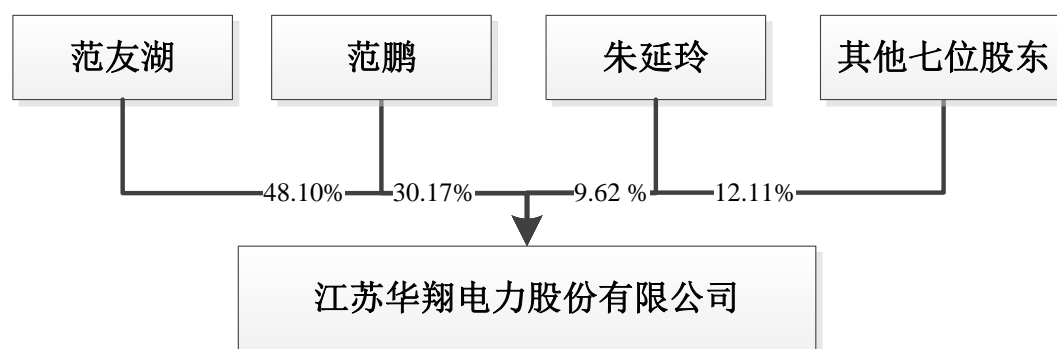 范友湖
范鹏
朱延玲
其他七位股东
48.10%
30.17%
9.62 %
12.11%
江苏华翔电力股份有限公司